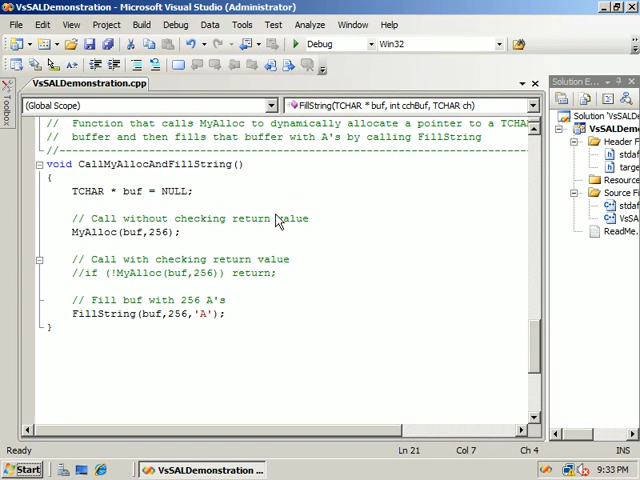 VsSALDemonstration - Microsoft Visual Studio (Administrator)
File Edit View Project Build Debug Data Tools Test Analyze Window Help
Debug Win32
Toolbox
VsSALDemonstration.cpp
Solution E...
(Global Scope) FillString(TCHAR * buf, int cchBuf, TCHAR ch)
// Function that calls MyAlloc to dynamically allocate a pointer to a TCHA
// buffer and then fills that buffer with A's by calling FillString
//--------------------------------------------------------------------------
void CallMyAllocAndFillString()
{
TCHAR * buf = NULL;
// Call without checking return value
MyAlloc(buf,256);
// Call with checking return value
//if (!MyAlloc(buf,256)) return;
// Fill buf with 256 A's
FillString(buf,256,'A');
}
Solution 'V
VsSALDem
Header F
stdaf
targe
Resourc
Source Fi
stdaf
VsSA
ReadMe.
Ready Ln 21 Col 7 Ch 4 INS
Start VsSALDemonstration ... 9:33 PM